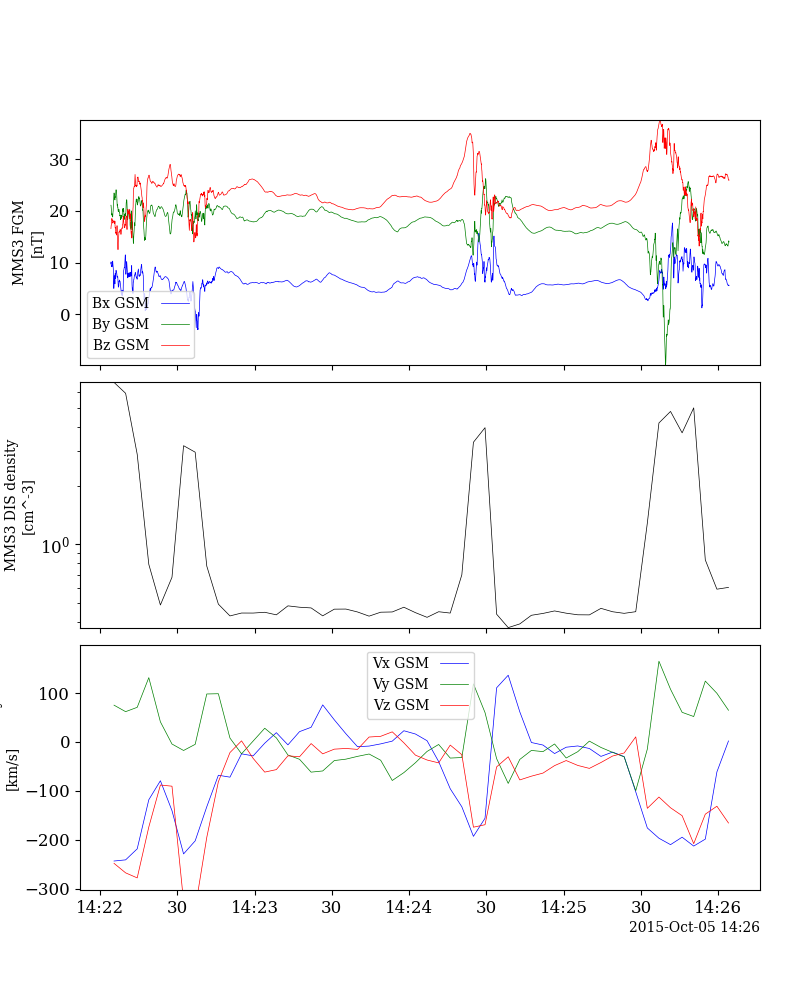 MMS3 FGM
[nT]
30
20
10
0
Bx GSM
By GSM
Bz GSM
MMS3 DIS density
[cm^-3]
10^0
[km/s]
100
0
−100
−200
−300
Vx GSM
Vy GSM
Vz GSM
14:22 30 14:23 30 14:24 30 14:25 30 14:26
2015-Oct-05 14:26